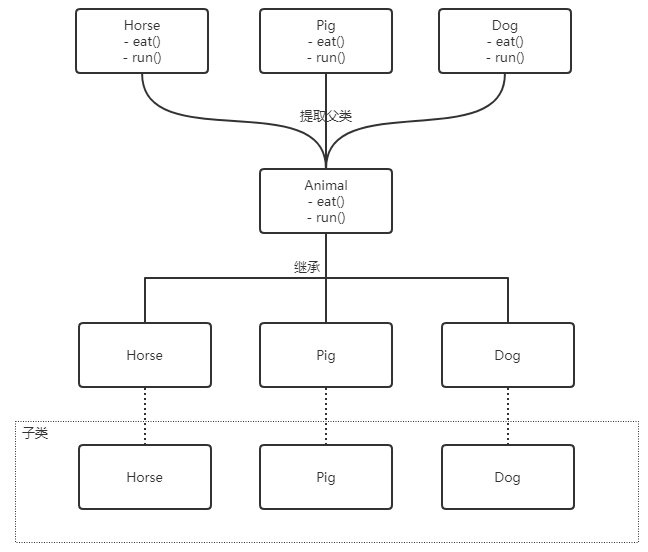 Horse
- eat()
- run()
Pig
- eat()
- run()
Dog
- eat()
- run()
提取父类
Animal
- eat()
- run()
继承
Horse
Pig
Dog
子类
Horse
Pig
Dog